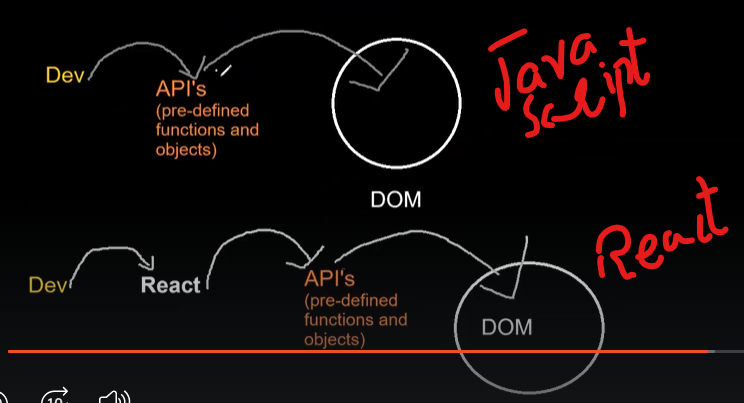 Dev
API's
(pre-defined
functions and
objects)
DOM
Java
Script
Dev
React
API's
(pre-defined
functions and
objects)
DOM
React
10